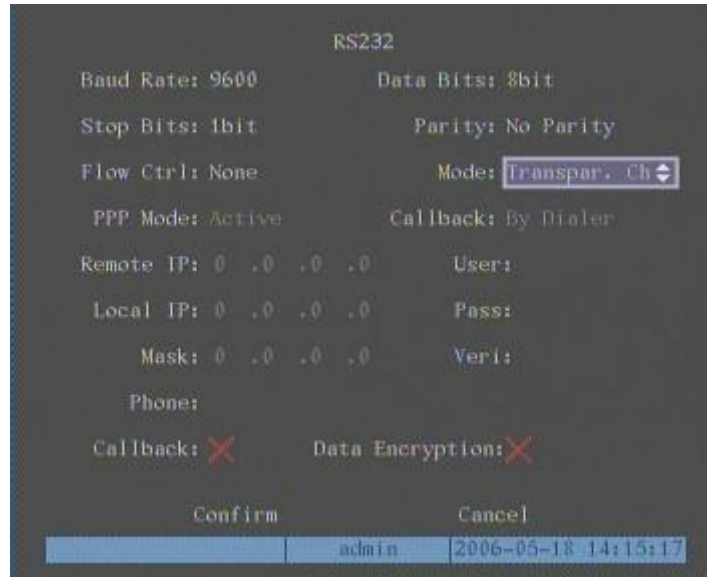 RS232
Baud Rate: 9600 Data Bits: 8bit
Stop Bits: 1bit Parity: No Parity
Flow Ctrl: None Mode: Transpar. Ch
PPP Mode: Active Callback: By Dialer
Remote IP: 0 .0 .0 .0 User:
Local IP: 0 .0 .0 .0 Pass:
Mask: 0 .0 .0 .0 Veri:
Phone:
Callback: Data Encryption:
Confirm Cancel
admin 2006-05-18 14:15:17